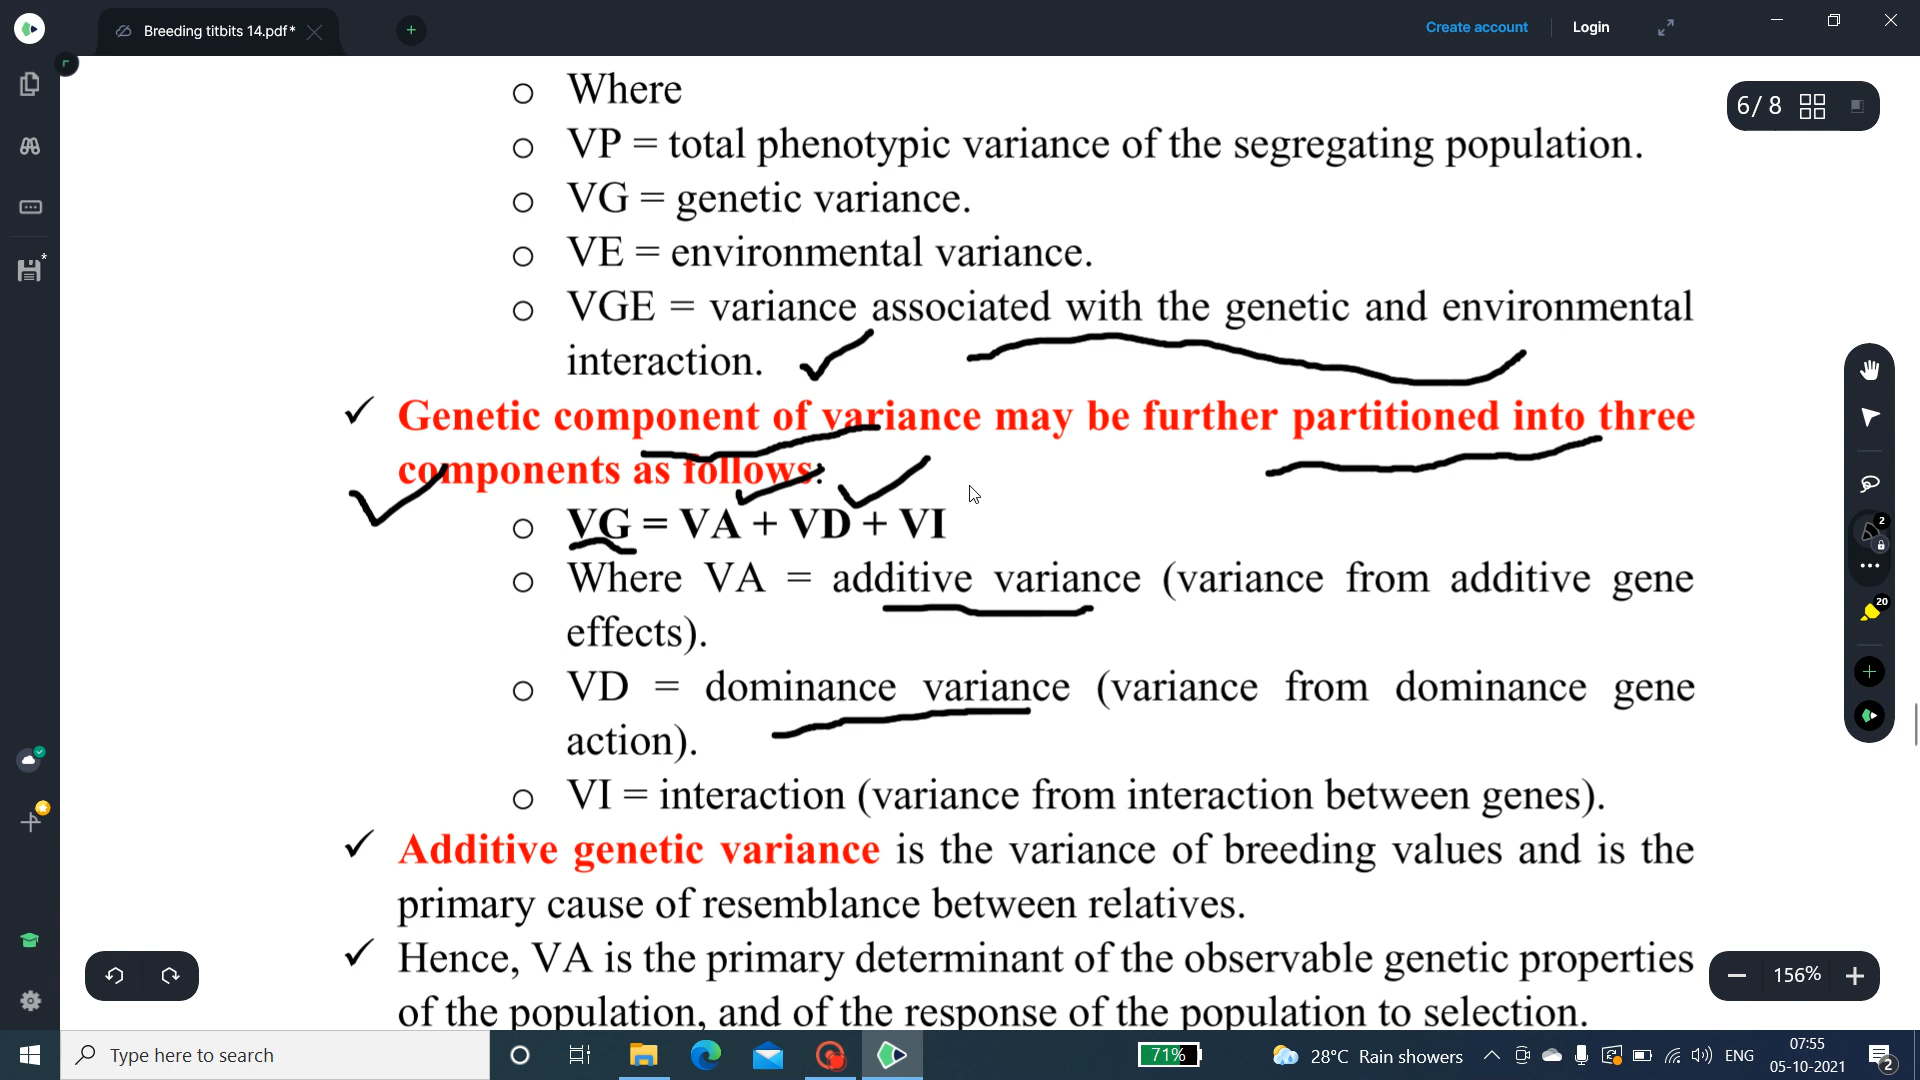 Breeding titbits 14.pdf*
Create account
Login
6/ 8
o Where
o VP = total phenotypic variance of the segregating population.
o VG = genetic variance.
o VE = environmental variance.
o VGE = variance associated with the genetic and environmental
interaction.
✓ Genetic component of variance may be further partitioned into three
components as follows:
o VG = VA + VD + VI
o Where VA = additive variance (variance from additive gene
effects).
o VD = dominance variance (variance from dominance gene
action).
o VI = interaction (variance from interaction between genes).
✓ Additive genetic variance is the variance of breeding values and is the
primary cause of resemblance between relatives.
✓ Hence, VA is the primary determinant of the observable genetic properties
of the population, and of the response of the population to selection.
2
20
156%
Type here to search
71%
28°C Rain showers
ENG
07:55
05-10-2021
2